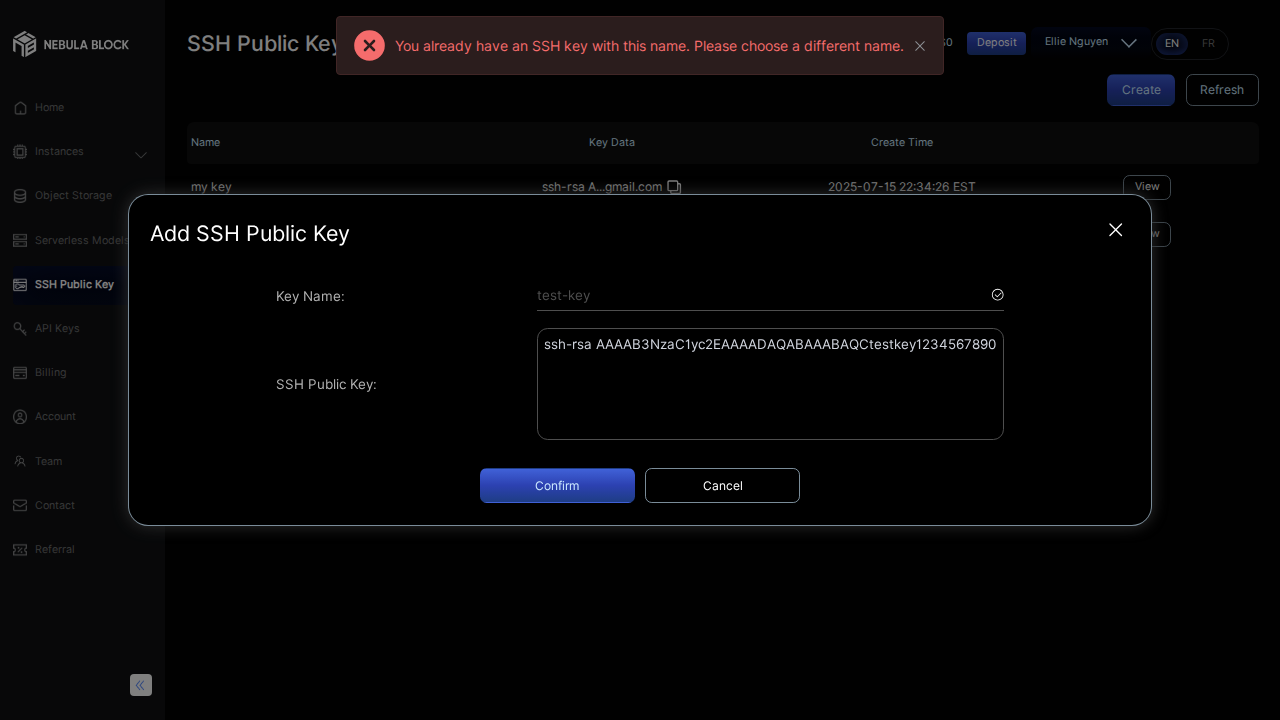 NEBULA BLOCK
SSH Public Key
You already have an SSH key with this name. Please choose a different name.
Deposit
Ellie Nguyen
EN
FR
Create
Refresh
Home
Instances
Object Storage
Serverless Models
SSH Public Key
API Keys
Billing
Account
Team
Contact
Referral
Name
Key Data
Create Time
my key
ssh-rsa A...gmail.com
2025-07-15 22:34:26 EST
View
Add SSH Public Key
Key Name:
test-key
SSH Public Key:
ssh-rsa AAAAB3NzaC1yc2EAAAADAQABAAABAQCtestkey1234567890
Confirm
Cancel